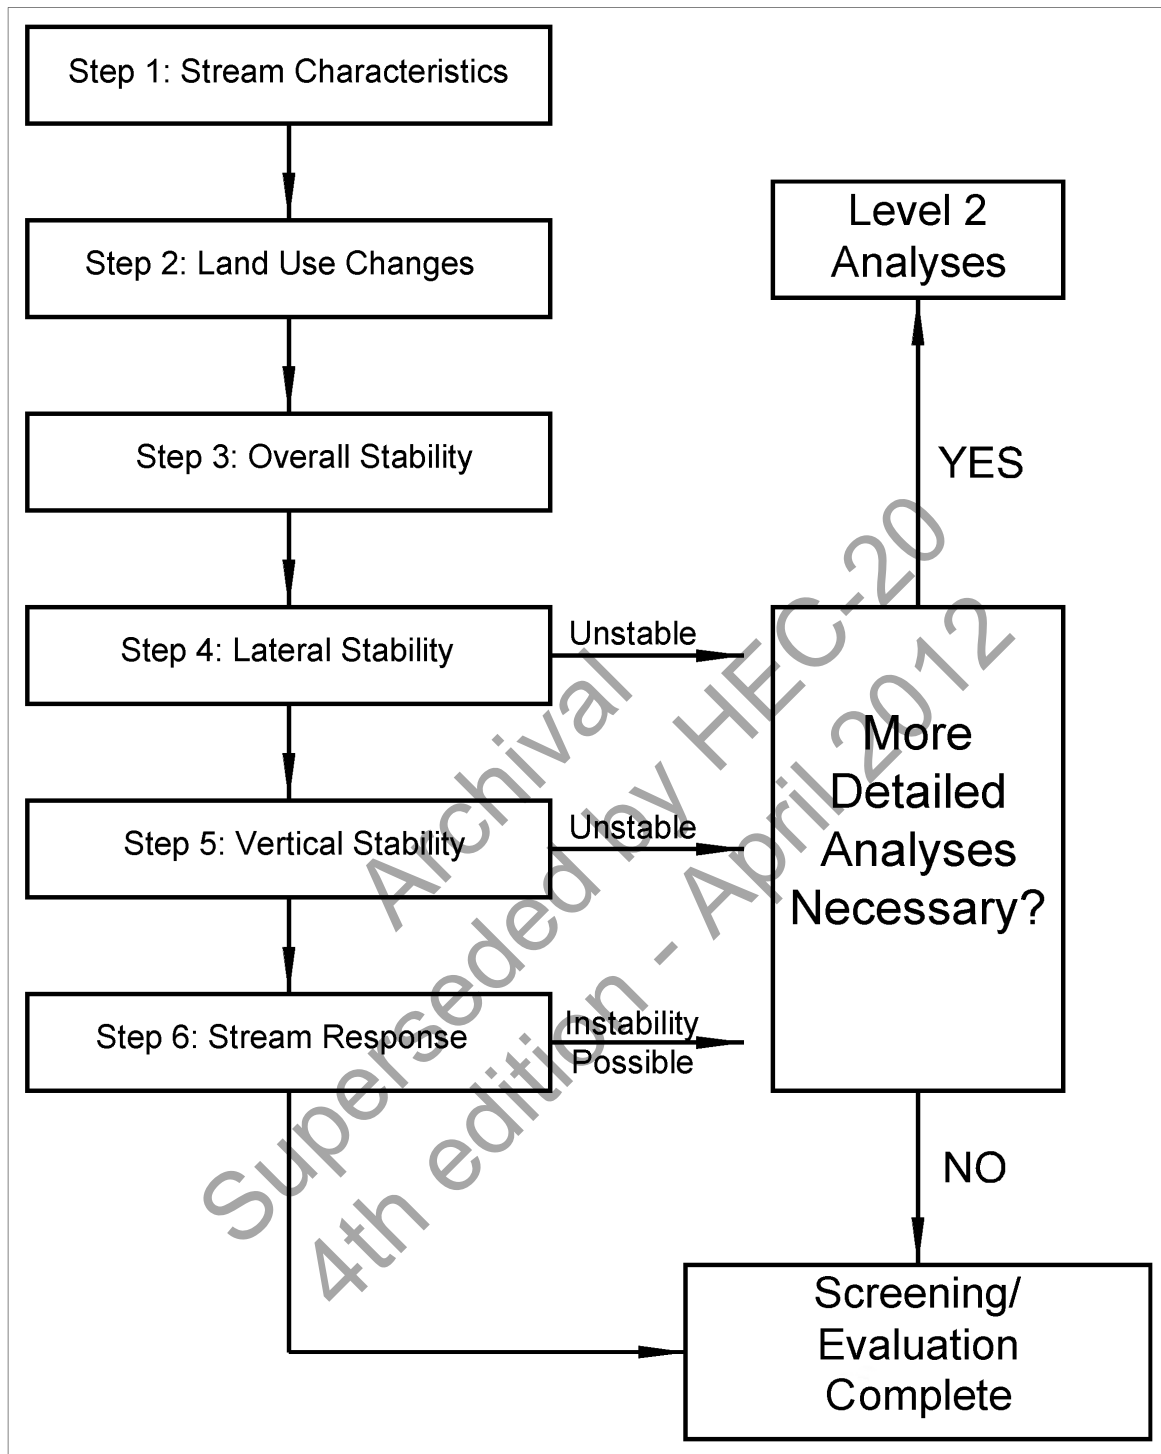 Step 1: Stream Characteristics
Step 2: Land Use Changes
Step 3: Overall Stability
Step 4: Lateral Stability
Unstable
Step 5: Vertical Stability
Unstable
Step 6: Stream Response
Instability
Possible
Level 2
Analyses
YES
More
Detailed
Analyses
Necessary?
NO
Screening/
Evaluation
Complete
Archival
Superseded by HEC-20
4th edition - April 2012